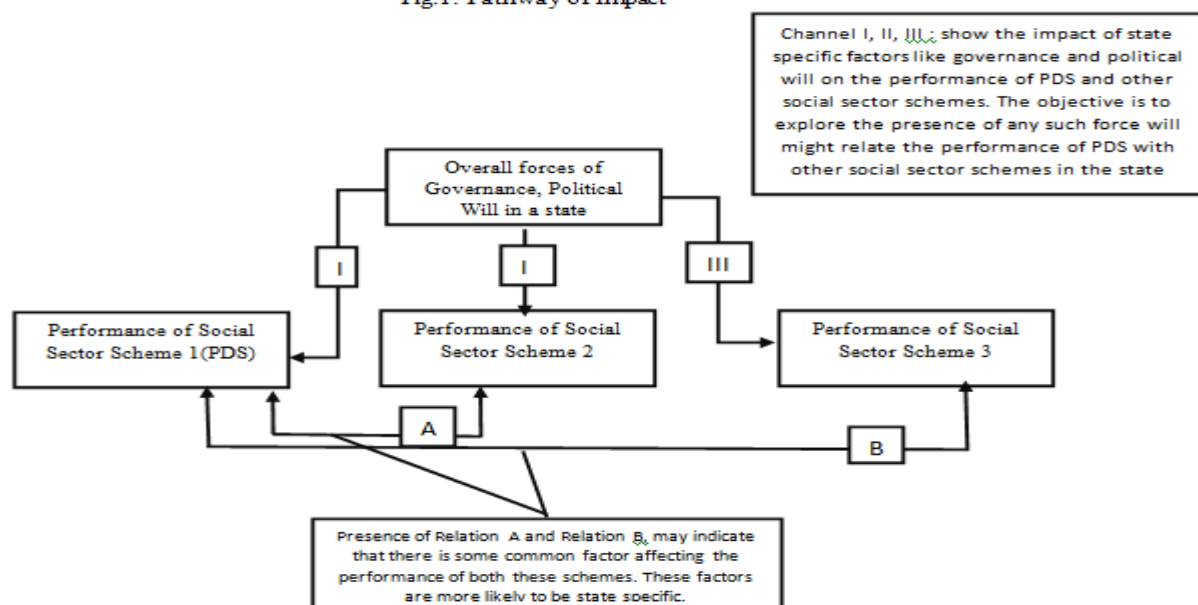 Fig.1: Pathway of Impact
Channel I, II, III ; show the impact of state
specific factors like governance and political
will on the performance of PDS and other
social sector schemes. The objective is to
explore the presence of any such force will
might relate the performance of PDS with
other social sector schemes in the state
Overall forces of
Governance, Political
Will in a state
I
I
III
Performance of Social
Sector Scheme 1(PDS)
Performance of Social
Sector Scheme 2
Performance of Social
Sector Scheme 3
A
B
Presence of Relation A and Relation B, may indicate
that there is some common factor affecting the
performance of both these schemes. These factors
are more likely to be state specific.